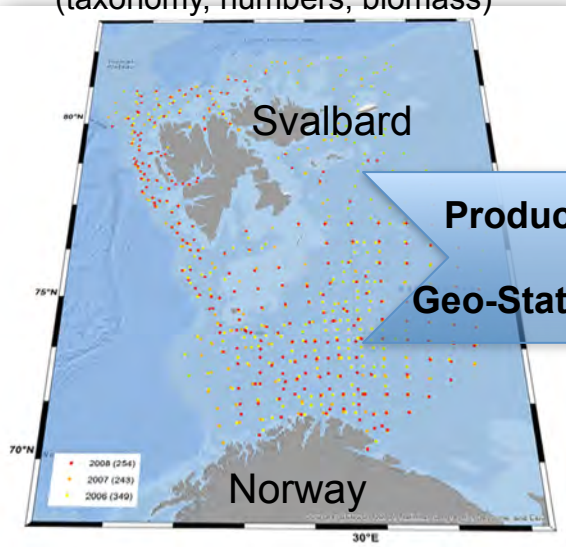 (taxonomy, numbers, biomass)
80°N
Svalbard
Produc
75°N
Geo-Stat
70°N
2008 (254)
2007 (243)
2006 (349)
Norway
30°E